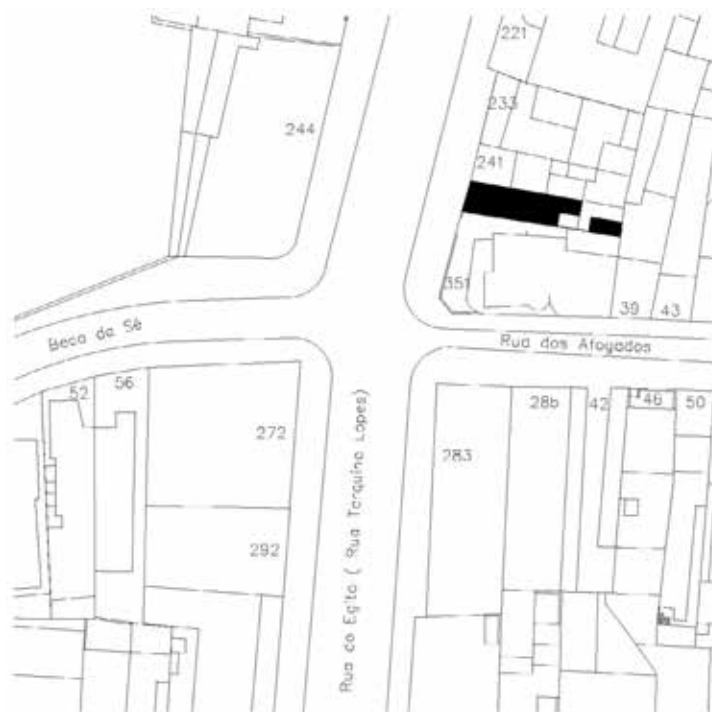 221
233
244
241
351
39 43
Beco da Sé
Rua dos Afogados
52 56
28b 42 46 50
272
283
292
Rua do Egito ( Rua Tarquino Lopes)